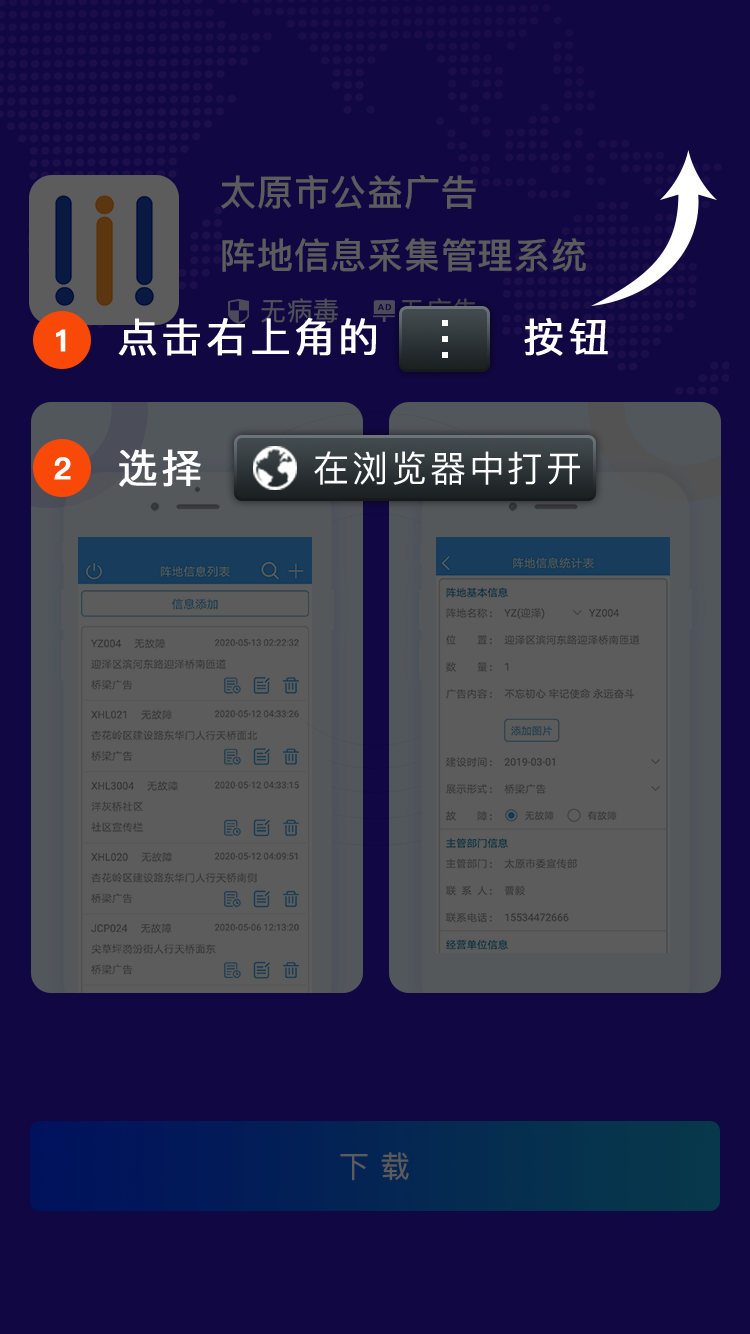 太原市公益广告
阵地信息采集管理系统
无病毒 AD 无广告
1 点击右上角的 按钮
2 选择 在浏览器中打开
阵地信息列表
信息添加
YZ004 无故障 2020-05-13 02:22:32
迎泽区滨河东路迎泽桥南匝道
桥梁广告
XHL021 无故障 2020-05-12 04:33:26
杏花岭区建设路东华门人行天桥面北
桥梁广告
XHL3004 无故障 2020-05-12 04:33:15
洋灰桥社区
社区宣传栏
XHL020 无故障 2020-05-12 04:09:51
杏花岭区建设路东华门人行天桥南侧
桥梁广告
JCP024 无故障 2020-05-06 12:13:20
尖草坪漪汾街人行天桥面东
桥梁广告
阵地信息统计表
阵地基本信息
阵地名称: YZ(迎泽) YZ004
位 置: 迎泽区滨河东路迎泽桥南匝道
数 量: 1
广告内容: 不忘初心 牢记使命 永远奋斗
添加图片
建设时间: 2019-03-01
展示形式: 桥梁广告
故 障: 无故障 有故障
主管部门信息
主管部门: 太原市委宣传部
联 系 人: 曹毅
联系电话: 15534472666
经营单位信息
下载